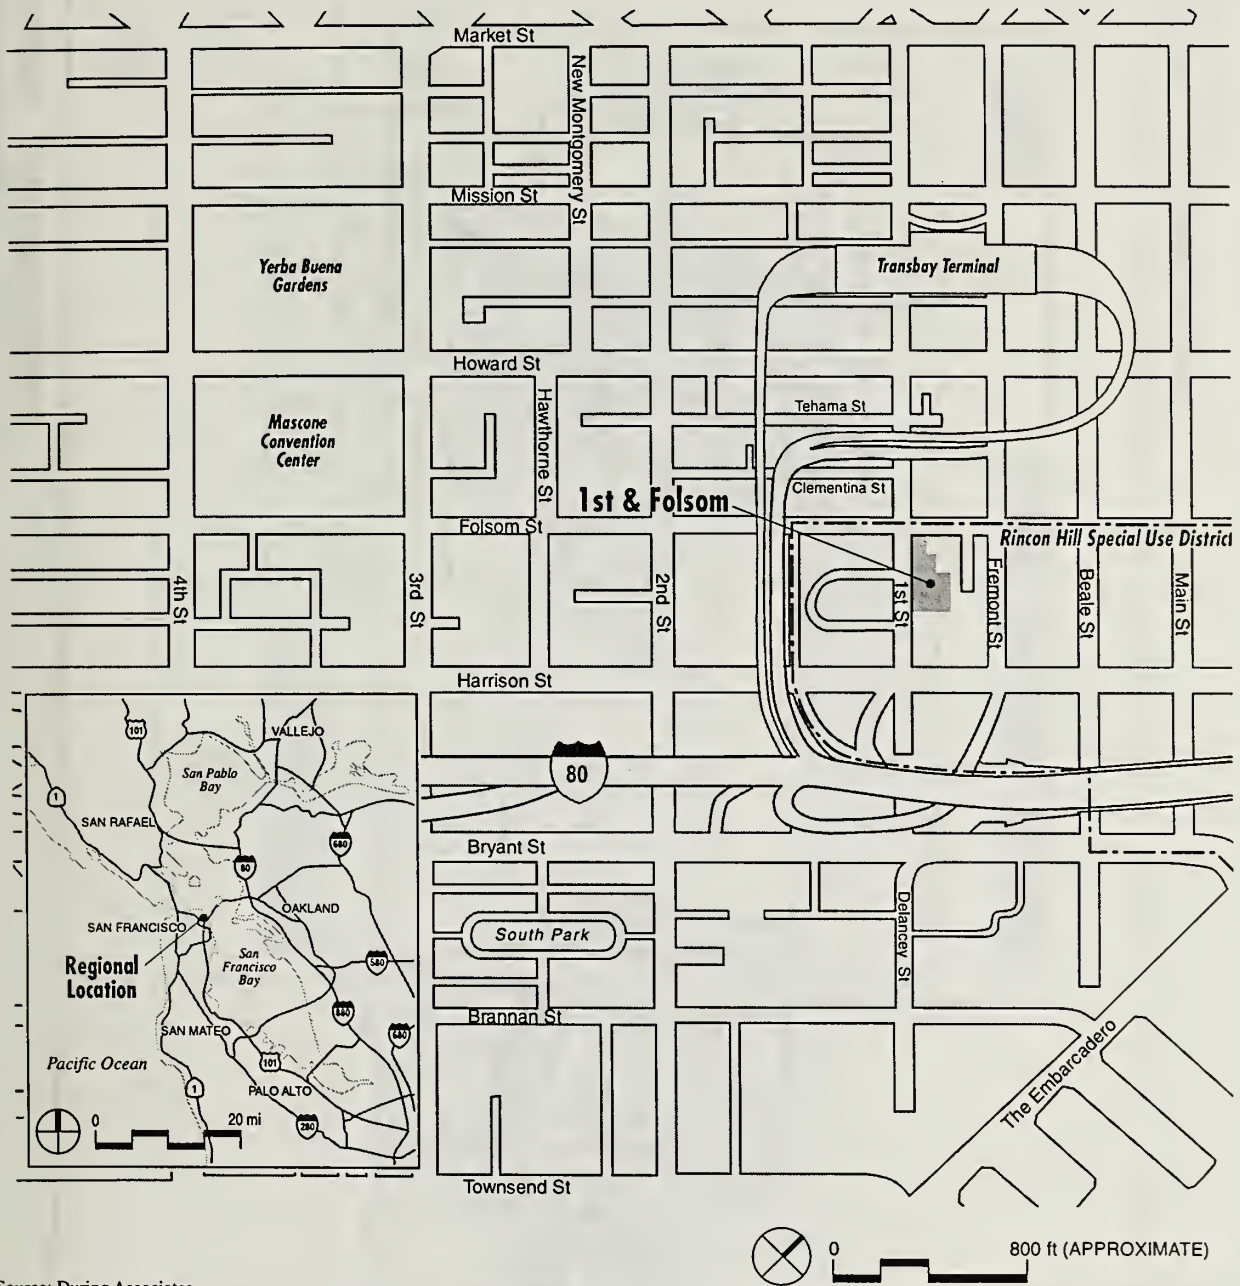 Market St
New Montgomery St
Mission St
Yerba Buena
Gardens
Transbay Terminal
Howard St
Hawthorne St
Tehama St
Mascone
Convention
Center
Clementina St
1st & Folsom
Folsom St
Rincon Hill Special Use District
4th St
3rd St
2nd St
1st St
Fremont St
Beale St
Main St
Harrison St
80
Bryant St
South Park
Delancey St
Brannan St
The Embarcadero
Townsend St
101
VALLEJO
San Pablo
Bay
1
SAN RAFAEL
680
80
OAKLAND
SAN FRANCISCO
San
Francisco
Bay
580
Regional
Location
880
680
SAN MATEO
101
Pacific Ocean
PALO ALTO
1
280
0
20 mi
0
800 ft (APPROXIMATE)
Source: During Associates